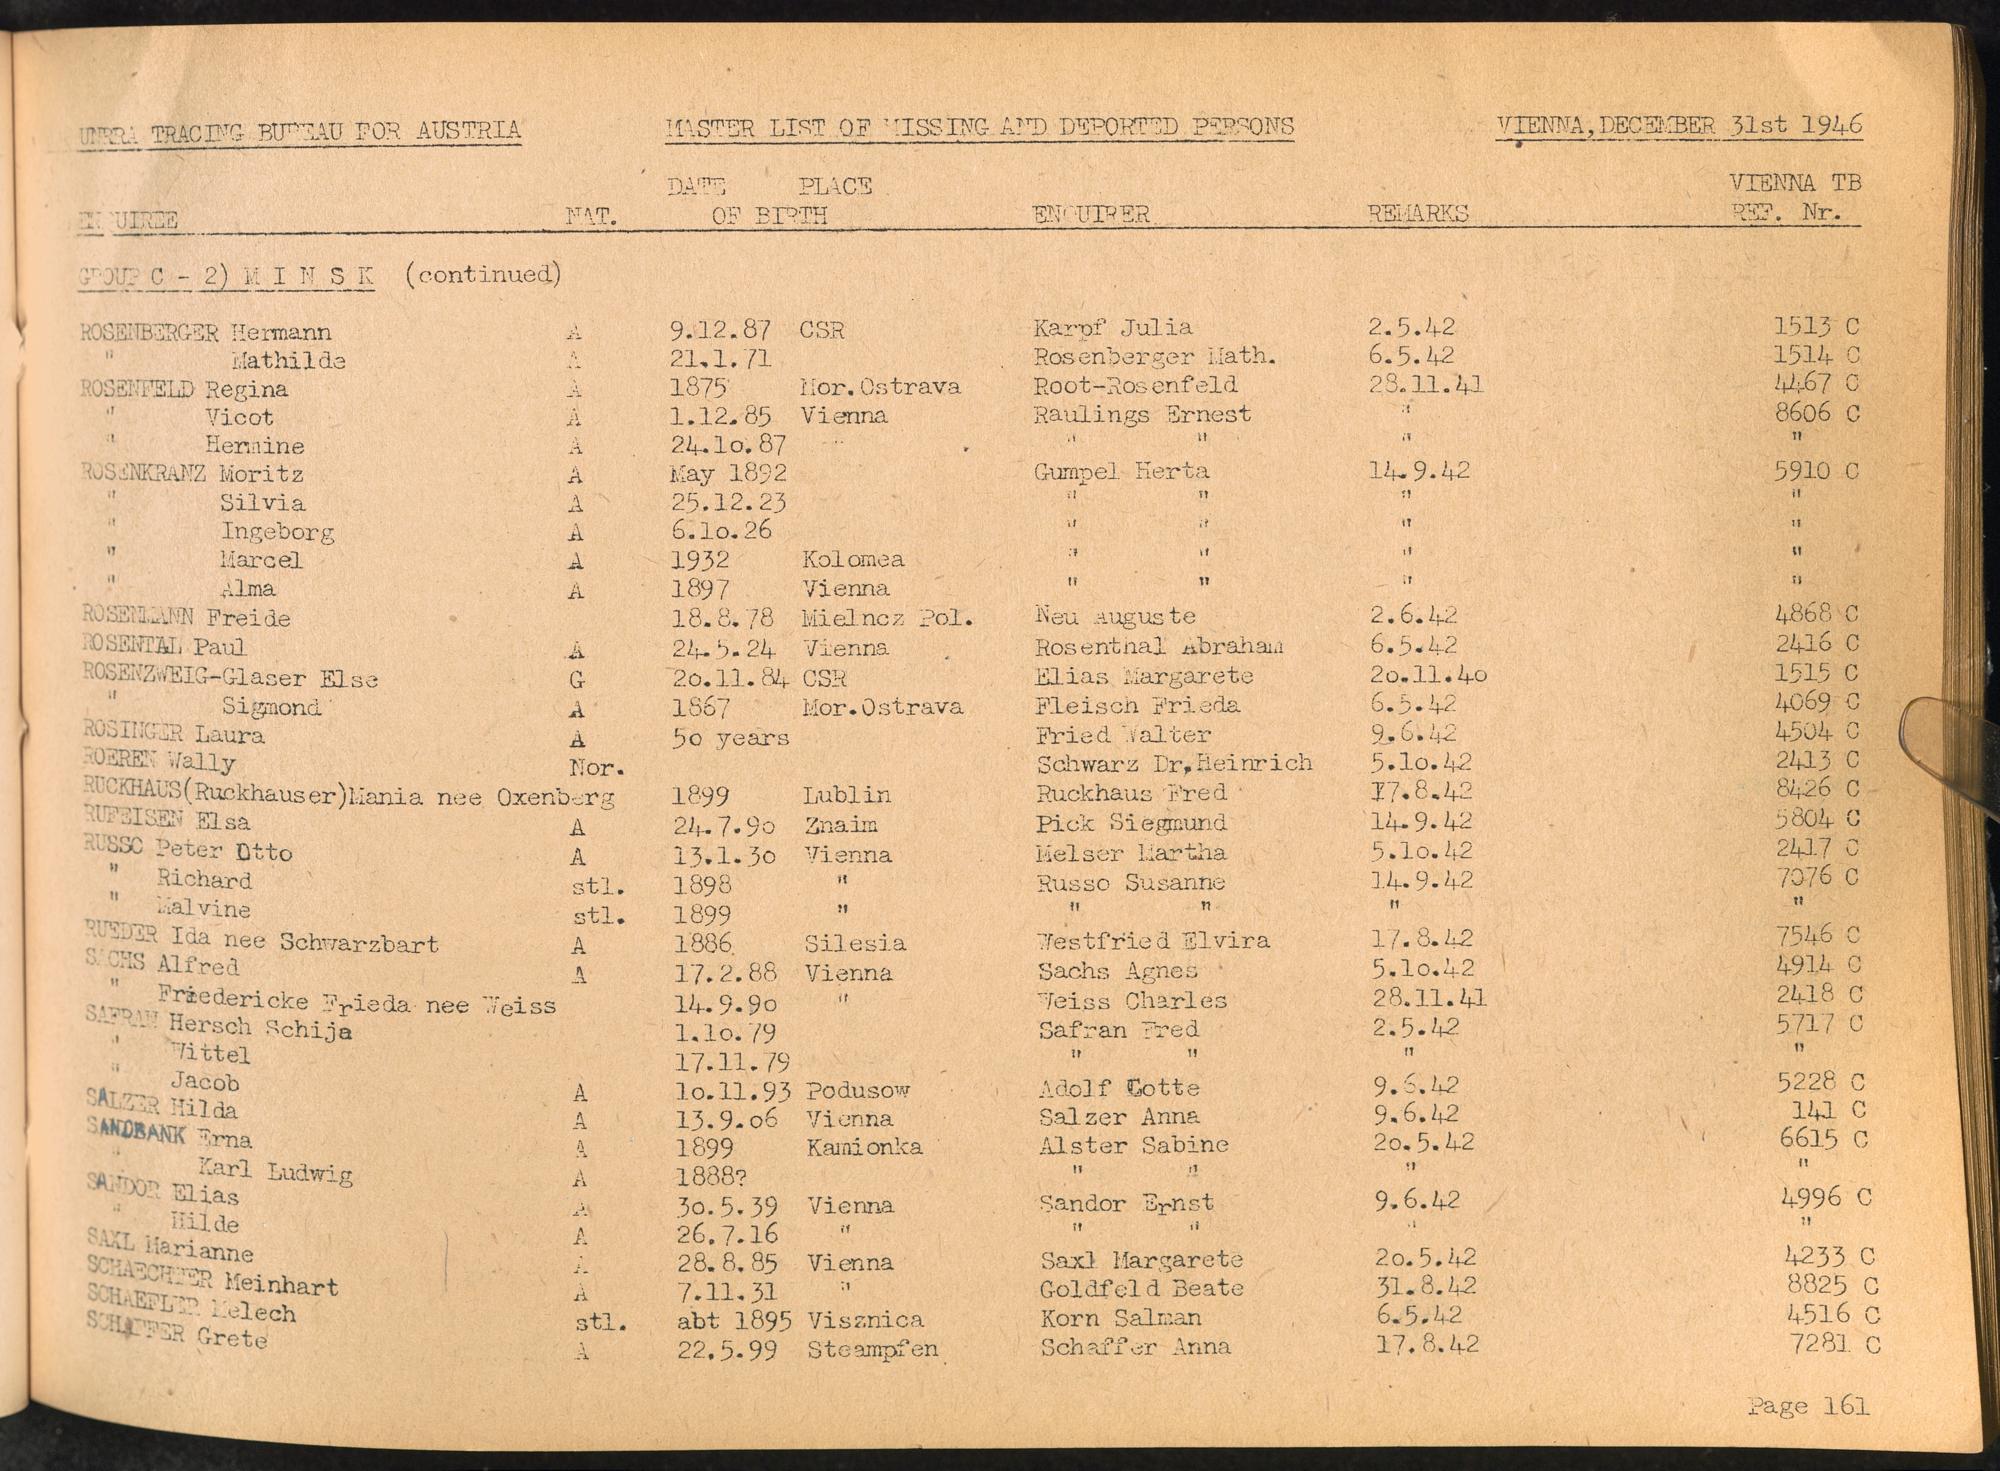 UNRRA TRACING BUREAU FOR AUSTRIA MASTER LIST OF MISSING AND DEPORTED PERSONS VIENNA, DECEMBER 31st 1946
DATE PLACE VIENNA TB
ENQUIREE NAT. OF BIRTH ENQUIRER REMARKS REF. Nr.
GROUP C - 2) M I N S K (continued)
ROSENBERGER Hermann A 9.12.87 CSR Karpf Julia 2.5.42 1513 C
" Mathilde A 21.1.71 Rosenberger Math. 6.5.42 1514 C
ROSENFELD Regina A 1875 Mor.Ostrava Root-Rosenfeld 28.11.41 4467 C
" Vicot A 1.12.85 Vienna Raulings Ernest " 8606 C
" Hermine A 24.10.87 " " " " "
ROSENKRANZ Moritz A May 1892 Gumpel Herta 14.9.42 5910 C
" Silvia A 25.12.23 " " " "
" Ingeborg A 6.10.26 " " " "
" Marcel A 1932 Kolomea " " " "
" Alma A 1897 Vienna " " " "
ROSENMANN Freide 18.8.78 Mielncz Pol. Neu Auguste 2.6.42 4868 C
ROSENTAL Paul A 24.5.24 Vienna Rosenthal Abraham 6.5.42 2416 C
ROSENZWEIG-Glaser Else G 20.11.84 CSR Elias Margarete 20.11.40 1515 C
" Sigmond A 1867 Mor.Ostrava Fleisch Frieda 6.5.42 4069 C
ROSINGER Laura A 50 years Fried Walter 9.6.42 4504 C
ROEREN Wally Nor. Schwarz Dr,Heinrich 5.10.42 2413 C
RUCKHAUS(Ruckhauser)Mania nee Oxenberg 1899 Lublin Ruckhaus Fred 17.8.42 8426 C
RUFEISEN Elsa A 24.7.90 Znaim Pick Siegmund 14.9.42 5804 C
RUSSO Peter Otto A 13.1.30 Vienna Melser Martha 5.10.42 2417 C
" Richard stl. 1898 " Russo Susanne 14.9.42 7076 C
" Malvine stl. 1899 " " " " "
RUEDER Ida nee Schwarzbart A 1886 Silesia Westfried Elvira 17.8.42 7546 C
SACHS Alfred A 17.2.88 Vienna Sachs Agnes 5.10.42 4914 C
" Friedericke Frieda nee Weiss 14.9.90 " Weiss Charles 28.11.41 2418 C
SAFRAN Hersch Schija 1.10.79 Safran Fred 2.5.42 5717 C
" Wittel 17.11.79 " " " "
" Jacob A 10.11.93 Podusow Adolf Lotte 9.6.42 5228 C
SALZER Hilda A 13.9.06 Vienna Salzer Anna 9.6.42 141 C
SANDBANK Erna A 1899 Kamionka Alster Sabine 20.5.42 6615 C
" Karl Ludwig A 1888? " " " "
SANDOR Elias A 30.5.39 Vienna Sandor Ernst 9.6.42 4996 C
" Hilde A 26.7.16 " " " " "
SAXL Marianne A 28.8.85 Vienna Saxl Margarete 20.5.42 4233 C
SCHAECHTER Meinhart A 7.11.31 " Goldfeld Beate 31.8.42 8825 C
SCHAEFLER Melech stl. abt 1895 Visznica Korn Salman 6.5.42 4516 C
SCHAFFER Grete A 22.5.99 Steampfen Schaffer Anna 17.8.42 7281 C
Page 161